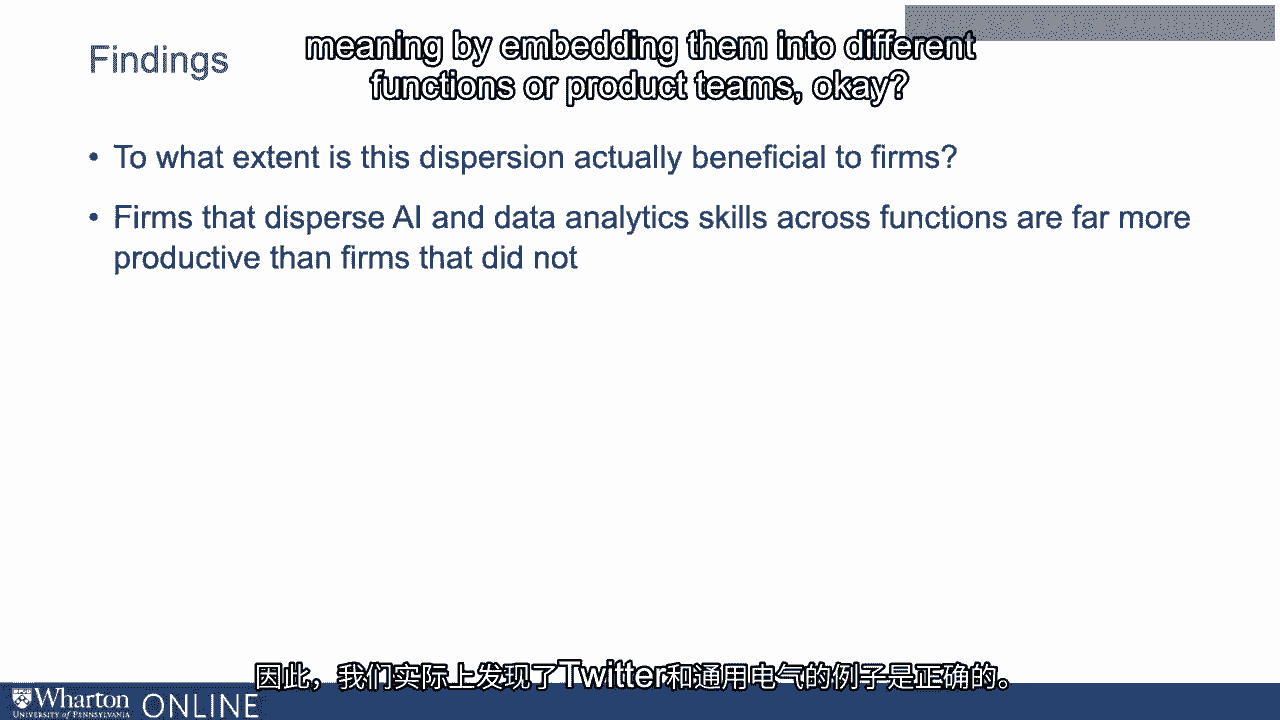 meaning by embedding them into different
functions or product teams, okay?
Findings
• To what extent is this dispersion actually beneficial to firms?
• Firms that disperse AI and data analytics skills across functions are far more
productive than firms that did not
因此，我们实际上发现了Twitter和通用电气的例子是正确的。
Wharton
UNIVERSITY of PENNSYLVANIA
ONLINE